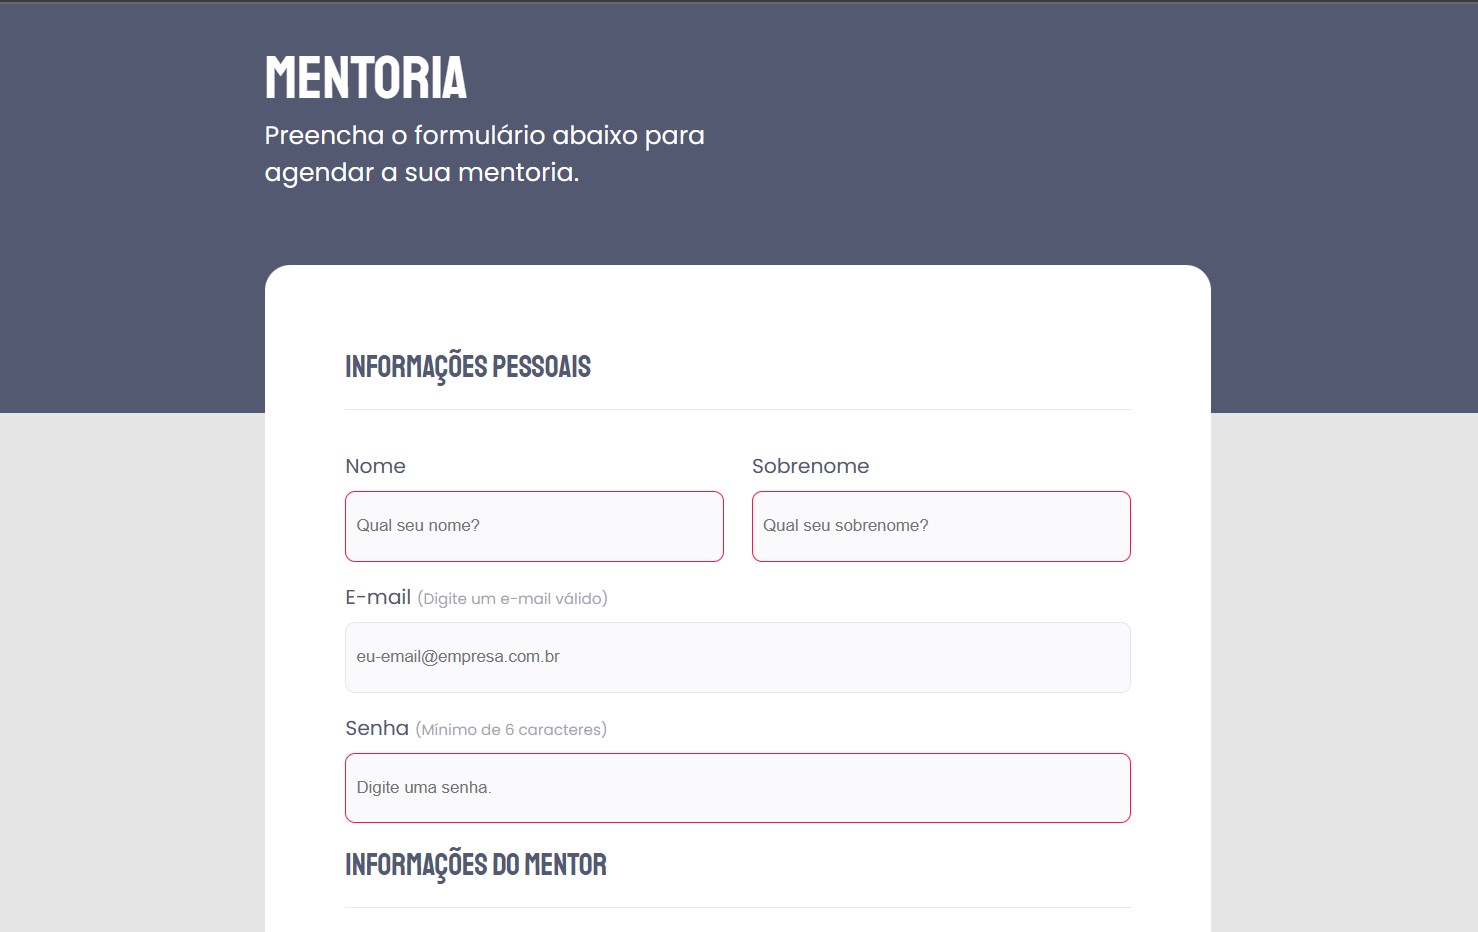 MENTORIA
Preencha o formulário abaixo para
agendar a sua mentoria.
INFORMAÇÕES PESSOAIS
Nome
Sobrenome
Qual seu nome?
Qual seu sobrenome?
E-mail (Digite um e-mail válido)
eu-email@empresa.com.br
Senha (Mínimo de 6 caracteres)
Digite uma senha.
INFORMAÇÕES DO MENTOR